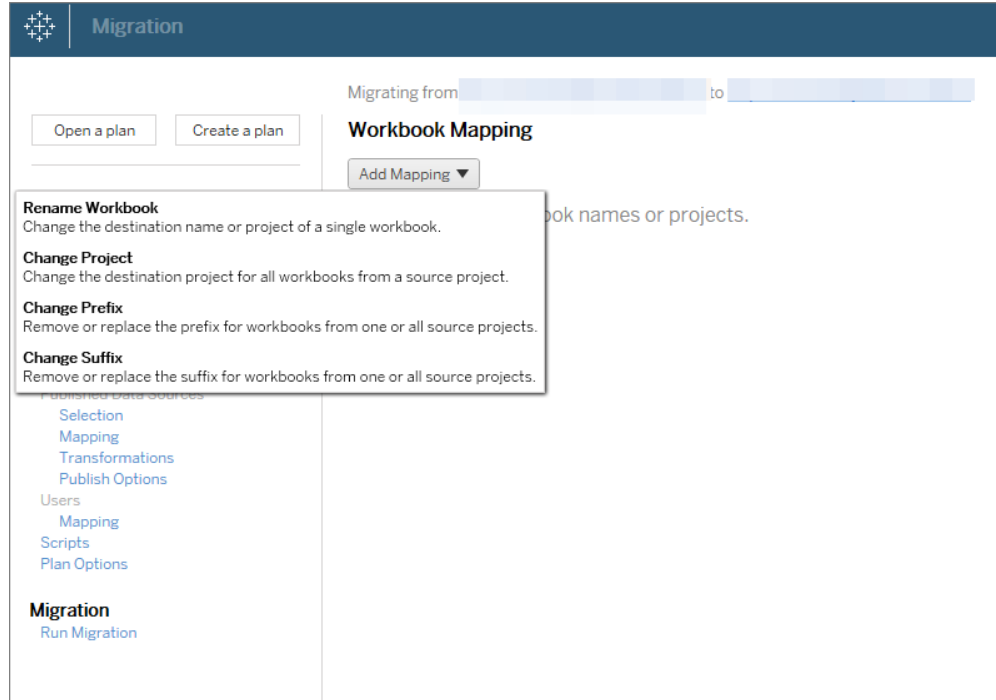 Migration
Migrating from to
Open a plan Create a plan
Workbook Mapping
Add Mapping ▼
Rename Workbook
Change the destination name or project of a single workbook.
names or projects.
Change Project
Change the destination project for all workbooks from a source project.
Change Prefix
Remove or replace the prefix for workbooks from one or all source projects.
Change Suffix
Remove or replace the suffix for workbooks from one or all source projects.
Published Data Sources
Selection
Mapping
Transformations
Publish Options
Users
Mapping
Scripts
Plan Options
Migration
Run Migration